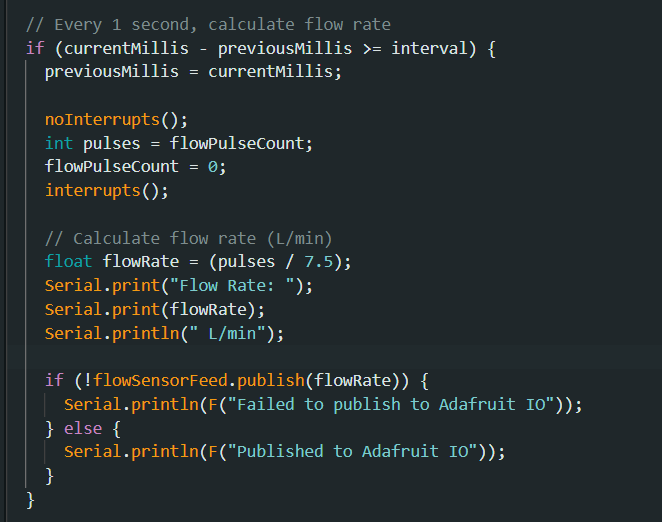 // Every 1 second, calculate flow rate
if (currentMillis - previousMillis >= interval) {
previousMillis = currentMillis;
noInterrupts();
int pulses = flowPulseCount;
flowPulseCount = 0;
interrupts();
// Calculate flow rate (L/min)
float flowRate = (pulses / 7.5);
Serial.print("Flow Rate: ");
Serial.print(flowRate);
Serial.println(" L/min");
if (!flowSensorFeed.publish(flowRate)) {
Serial.println(F("Failed to publish to Adafruit IO"));
} else {
Serial.println(F("Published to Adafruit IO"));
}
}